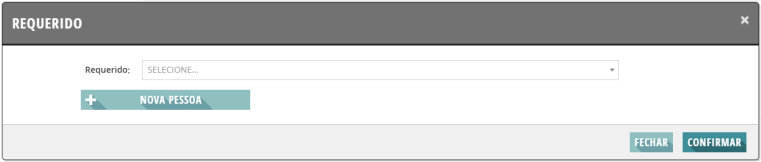 REQUERIDO ×
Requerido: SELECIONE...
+ NOVA PESSOA
FECHAR CONFIRMAR